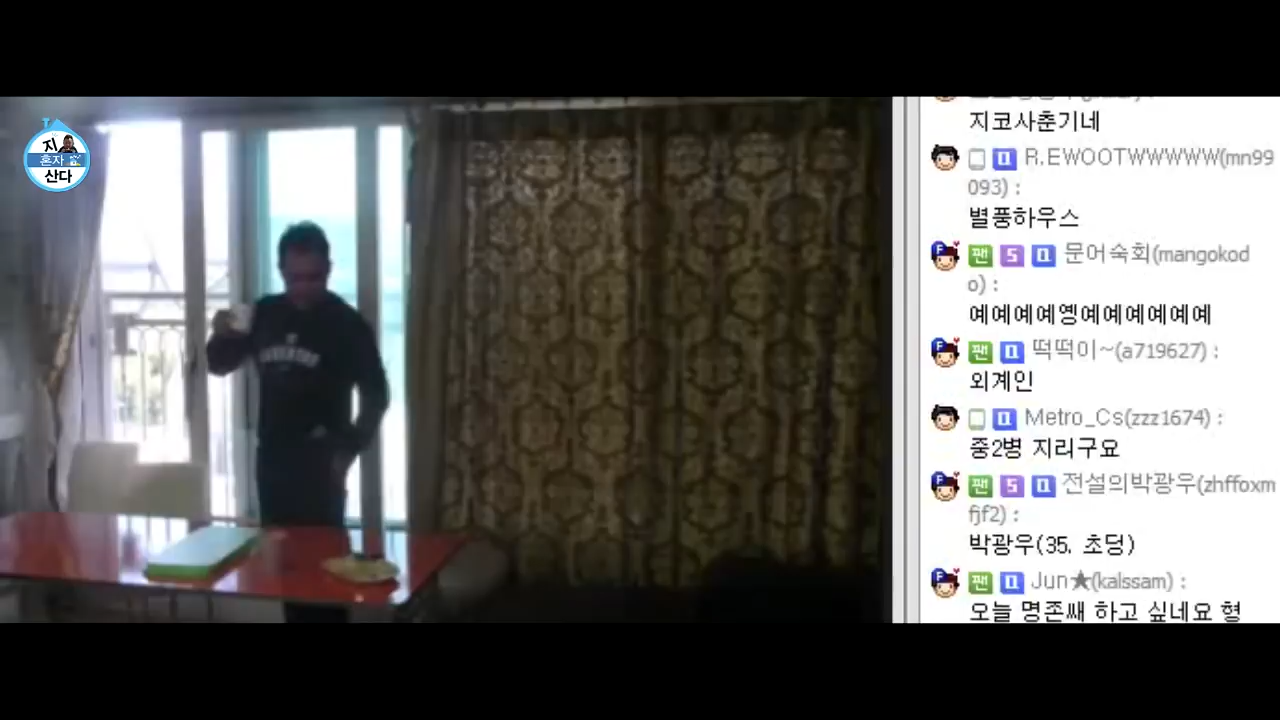 지
혼자
산다
지코사춘기네
R.EWOOTWWWWW(mn99
093) :
별풍하우스
팬 S 문어숙회(mangokod
o) :
예예예예옝예예예예예예
팬 떡떡이~(a719627) :
외계인
Metro_Cs(zzz1674) :
중2병 지리구요
팬 S 전설의박광우(zhffoxm
fjf2) :
박광우(35. 초딩)
팬 Jun★(kalssam) :
오늘 명존쌔 하고 싶네요 형